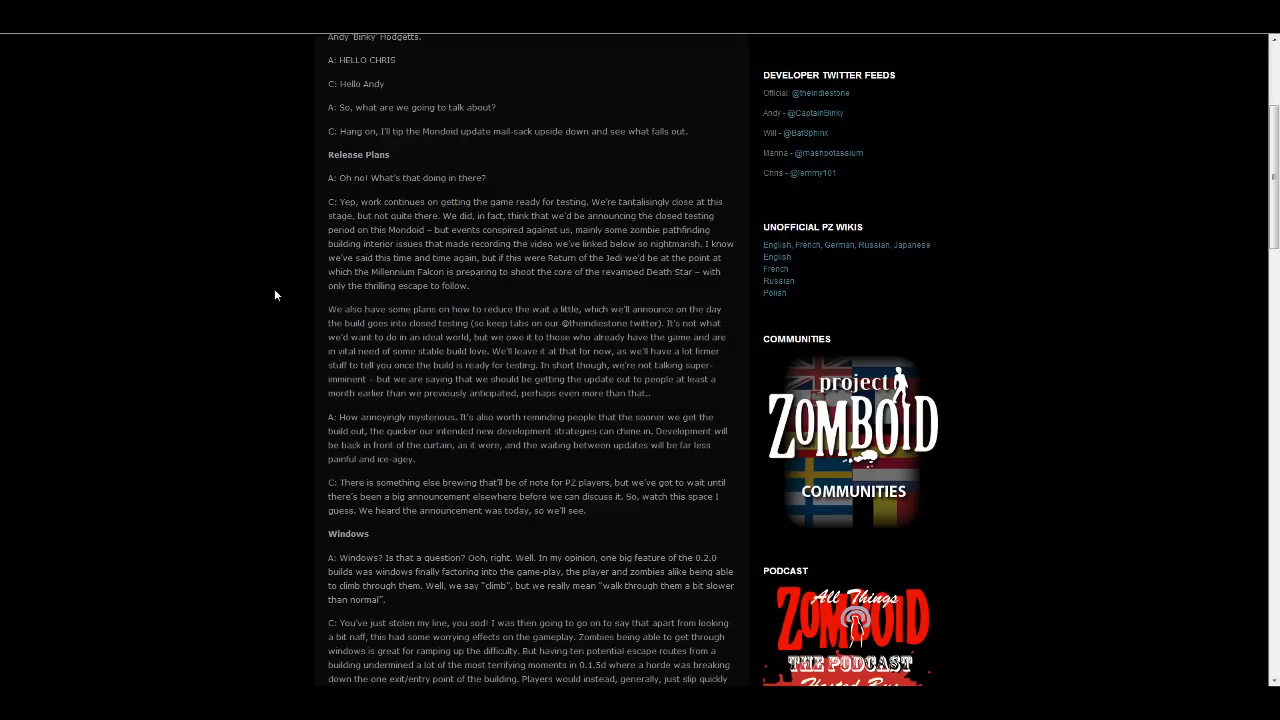 Andy 'Binky' Hodgetts.
A: HELLO CHRIS
C: Hello Andy
A: So, what are we going to talk about?
C: Hang on, I'll tip the Mondoid update mail-sack upside down and see what falls out.
Release Plans
A: Oh no! What's that doing in there?
C: Yep, work continues on getting the game ready for testing. We're tantalisingly close at this
stage, but not quite there. We did, in fact, think that we'd be announcing the closed testing
period on this Mondoid – but events conspired against us, mainly some zombie pathfinding
building interior issues that made recording the video we've linked below so nightmarish. I know
we've said this time and time again, but if this were Return of the Jedi we'd be at the point at
which the Millennium Falcon is preparing to shoot the core of the revamped Death Star – with
only the thrilling escape to follow.
We also have some plans on how to reduce the wait a little, which we'll announce on the day
the build goes into closed testing (so keep tabs on our @theindiestone twitter). It's not what
we'd want to do in an ideal world, but we owe it to those who already have the game and are
in vital need of some stable build love. We'll leave it at that for now, as we'll have a lot firmer
stuff to tell you once the build is ready for testing. In short though, we're not talking super-
imminent – but we are saying that we should be getting the update out to people at least a
month earlier than we previously anticipated, perhaps even more than that..
A: How annoyingly mysterious. It's also worth reminding people that the sooner we get the
build out, the quicker our intended new development strategies can chime in. Development will
be back in front of the curtain, as it were, and the waiting between updates will be far less
painful and ice-agey.
C: There is something else brewing that'll be of note for PZ players, but we've got to wait until
there's been a big announcement elsewhere before we can discuss it. So, watch this space I
guess. We heard the announcement was today, so we'll see.
Windows
A: Windows? Is that a question? Ooh, right. Well. In my opinion, one big feature of the 0.2.0
builds was windows finally factoring into the game-play, the player and zombies alike being able
to climb through them. Well, we say "climb", but we really mean "walk through them a bit slower
than normal".
C: You've just stolen my line, you sod! I was then going to go on to say that apart from looking
a bit naff, this had some worrying effects on the gameplay. Zombies being able to get through
windows is great for ramping up the difficulty. But having ten potential escape routes from a
building undermined a lot of the most terrifying moments in 0.1.5d where a horde was breaking
down the one exit/entry point of the building. Players would instead, generally, just slip quickly
DEVELOPER TWITTER FEEDS
Official: @theindiestone
Andy - @CaptainBinky
Will - @BatSphinx
Marina - @mashpotassium
Chris - @lemmy101
UNOFFICIAL PZ WIKIS
English, French, German, Russian, Japanese
English
French
Russian
Polish
COMMUNITIES
project
ZOMBOID
COMMUNITIES
PODCAST
All Things
ZOMBOID
THE PODCAST
Hosted By: